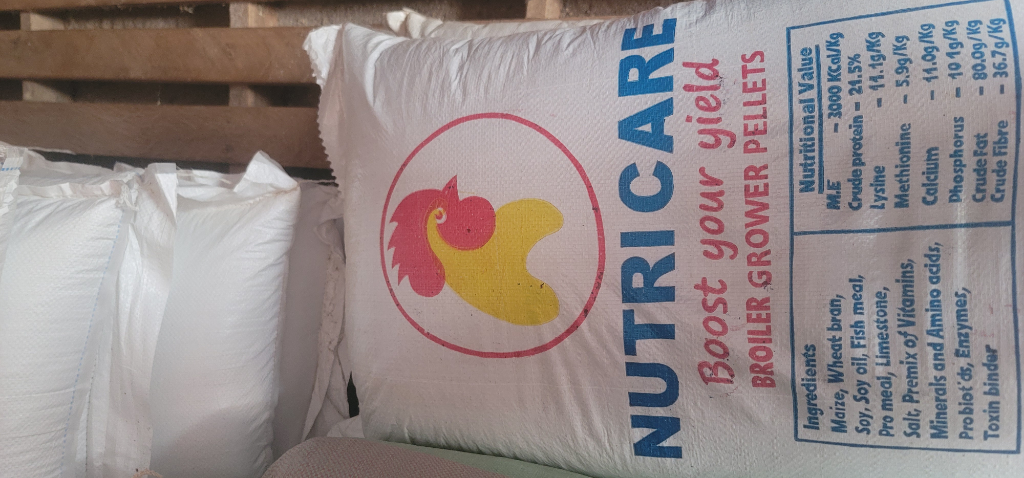 NUTRI CARE
Boost your yield
BROILER GROWER PELLETS
Ingredients
Maize, Wheat bran,
Soy, Soy oil, Fish meal,
Pro meal, Limestone,
Salt, Premix of Vitamins,
Minerals and Amino acids,
Probiotics, Enzymes,
Toxin binder
Nutritional Value
M.E - 3000 KCal/Kg
Crude protein - 21.5%
Lysine - 11.1g/Kg
Methionine - 5.9g/Kg
Calcium - 11.0g/Kg
Phosphorus - 10.1g/Kg
Crude Fat - 80.0g/Kg
Crude Fibre - 36.7g/Kg